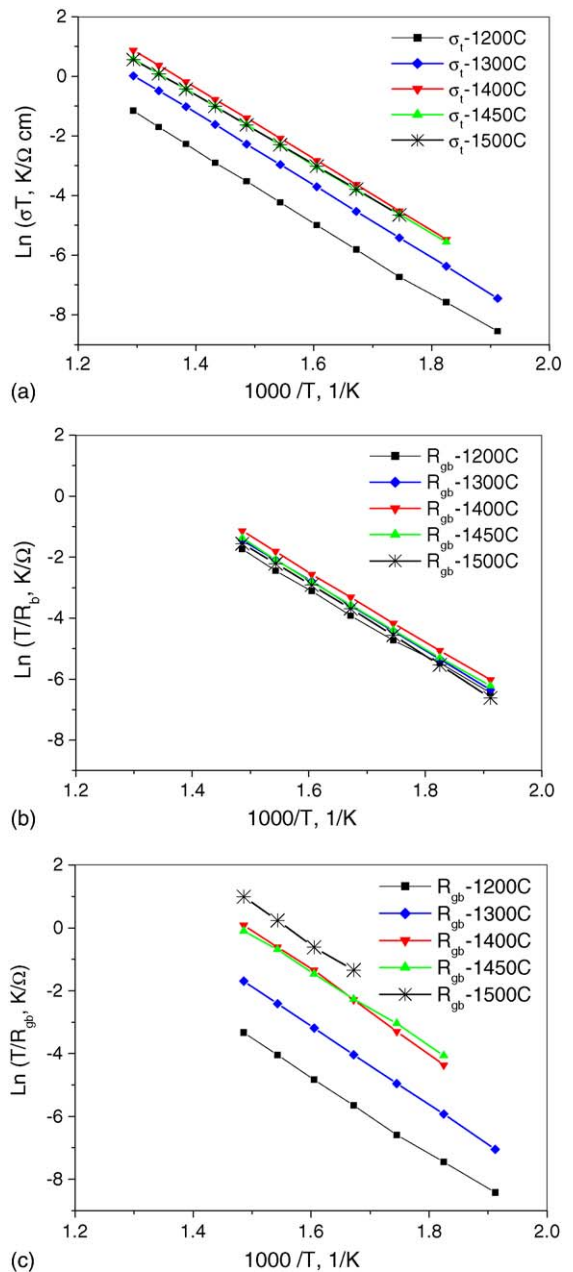 2
0
-2
-4
-6
-8
Ln (σT, K/Ω cm)
σt-1200C
σt-1300C
σt-1400C
σt-1450C
σt-1500C
1.2 1.4 1.6 1.8 2.0
1000 /T, 1/K
(a)
2
0
-2
-4
-6
-8
Ln (T/Rb, K/Ω)
Rgb-1200C
Rgb-1300C
Rgb-1400C
Rgb-1450C
Rgb-1500C
1.2 1.4 1.6 1.8 2.0
1000/T, 1/K
(b)
2
0
-2
-4
-6
-8
Ln (T/Rgb, K/Ω)
Rgb-1200C
Rgb-1300C
Rgb-1400C
Rgb-1450C
Rgb-1500C
1.2 1.4 1.6 1.8 2.0
1000 /T, 1/K
(c)